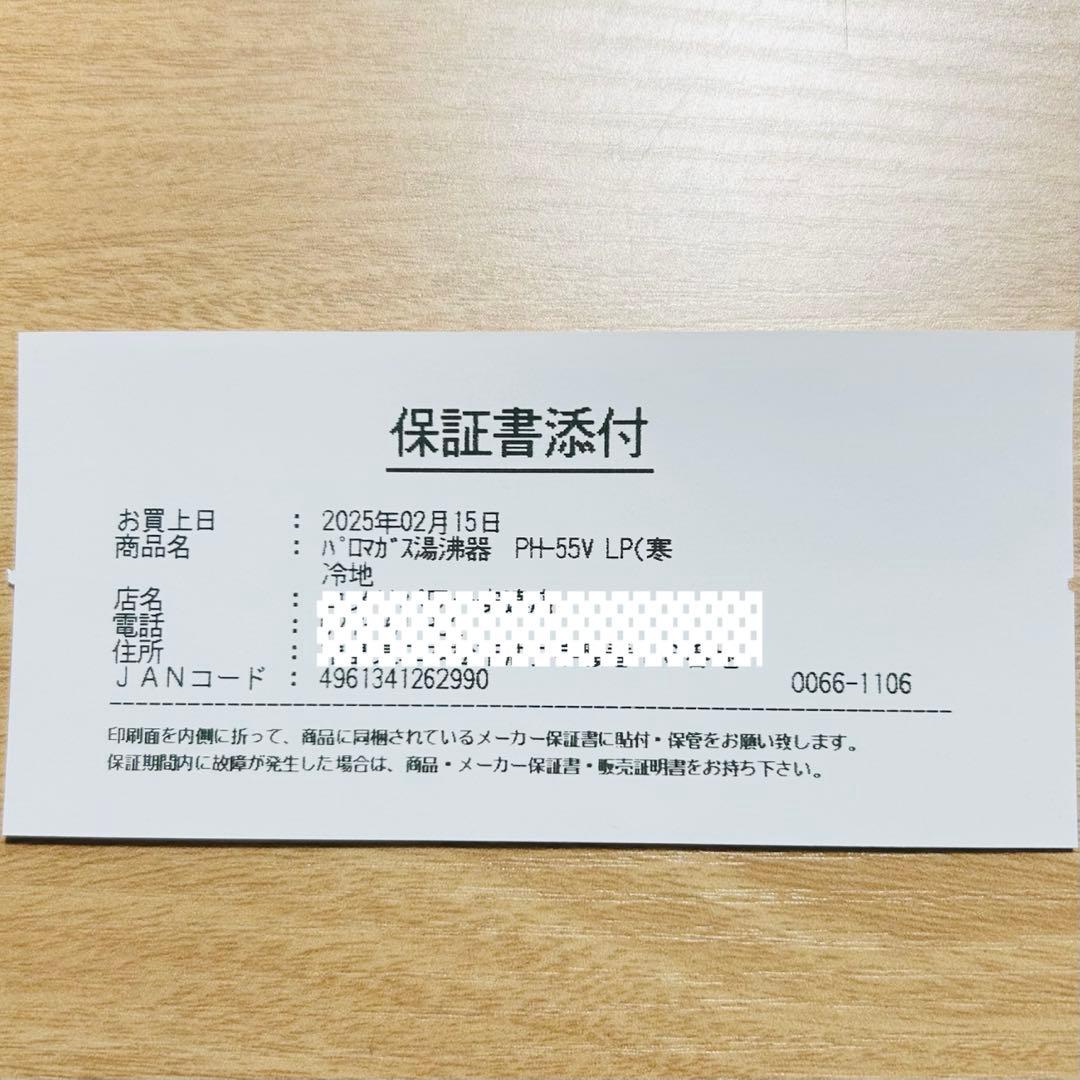 保証書添付
お買上日 : 2025年02月15日
商品名 : ﾊﾟﾛﾏｶﾞｽ湯沸器 PH-55V LP(寒
冷地
店名 :
電話 :
住所 :
JANコード : 4961341262990 0066-1106
印刷面を内側に折って、商品に同梱されているメーカー保証書に貼付・保管をお願い致します。
保証期間内に故障が発生した場合は、商品・メーカー保証書・販売証明書をお持ち下さい。